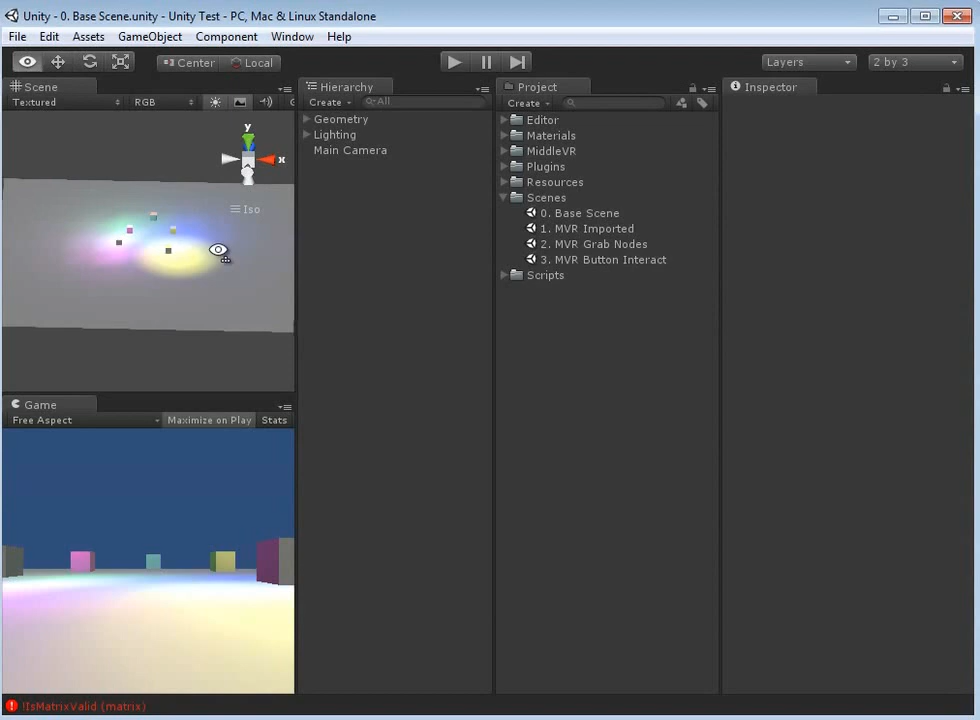 Unity - 0. Base Scene.unity - Unity Test - PC, Mac & Linux Standalone
File Edit Assets GameObject Component Window Help
Center Local Layers 2 by 3
Scene
Textured RGB
y
x
Iso
Game
Free Aspect Maximize on Play Stats
Hierarchy
Create All
Geometry
Lighting
Main Camera
Project
Create
Editor
Materials
MiddleVR
Plugins
Resources
Scenes
0. Base Scene
1. MVR Imported
2. MVR Grab Nodes
3. MVR Button Interact
Scripts
Inspector
!IsMatrixValid (matrix)